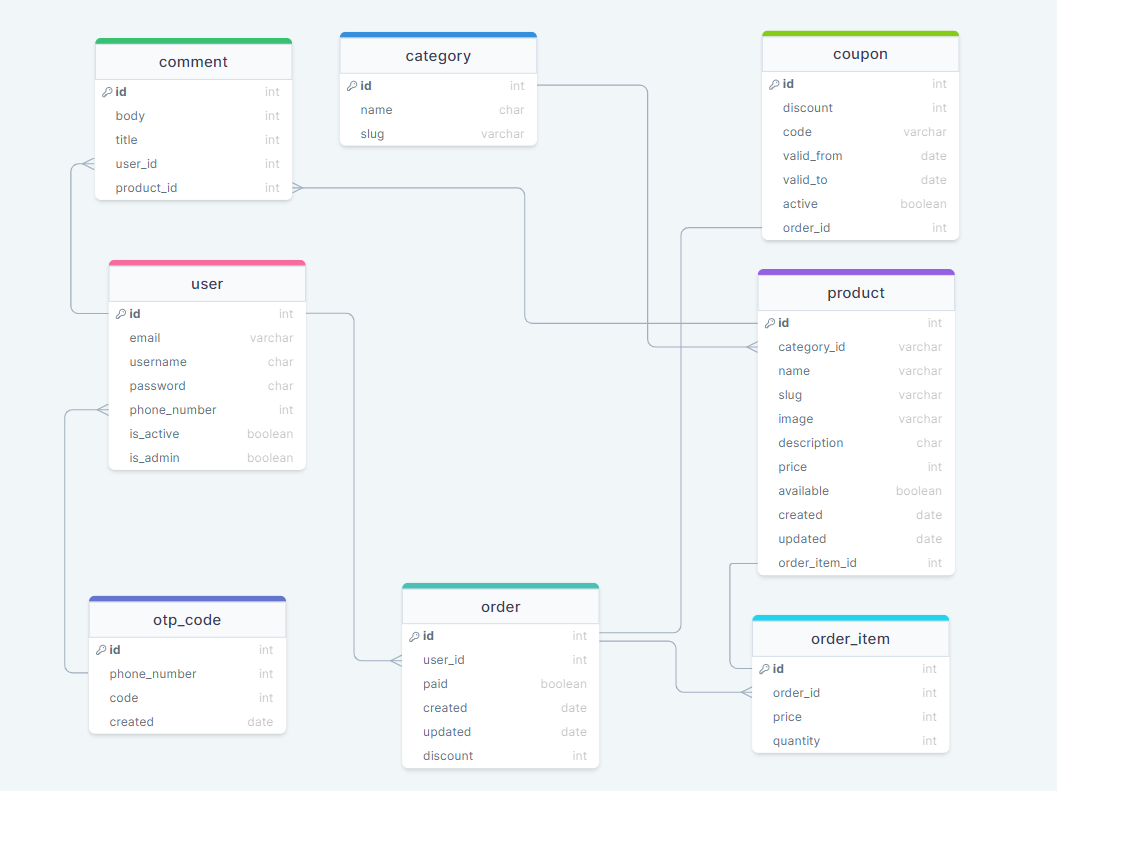 comment
id int
body int
title int
user_id int
product_id int
category
id int
name char
slug varchar
coupon
id int
discount int
code varchar
valid_from date
valid_to date
active boolean
order_id int
user
id int
email varchar
username char
password char
phone_number int
is_active boolean
is_admin boolean
product
id int
category_id varchar
name varchar
slug varchar
image varchar
description char
price int
available boolean
created date
updated date
order_item_id int
otp_code
id int
phone_number int
code int
created date
order
id int
user_id int
paid boolean
created date
updated date
discount int
order_item
id int
order_id int
price int
quantity int